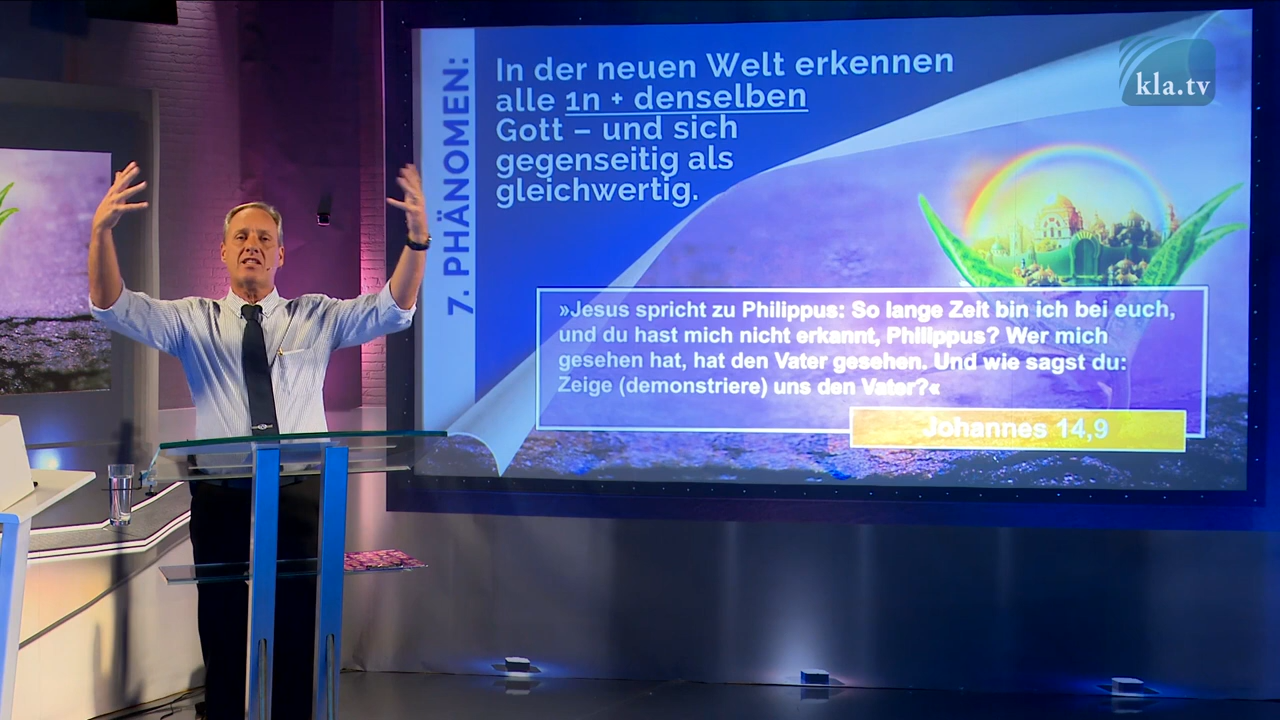 kla.tv
7. PHÄNOMEN:
In der neuen Welt erkennen
alle 1n + denselben
Gott – und sich
gegenseitig als
gleichwertig.
»Jesus spricht zu Philippus: So lange Zeit bin ich bei euch,
und du hast mich nicht erkannt, Philippus? Wer mich
gesehen hat, hat den Vater gesehen. Und wie sagst du:
Zeige (demonstriere) uns den Vater?«
Johannes 14,9